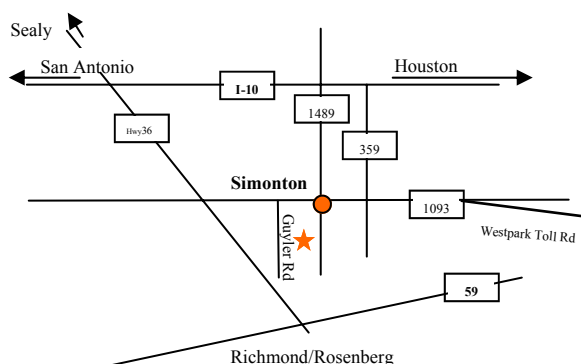 Sealy
San Antonio
Houston
I-10
1489
Hwy36
359
Simonton
1093
Guyler Rd
Westpark Toll Rd
59
Richmond/Rosenberg